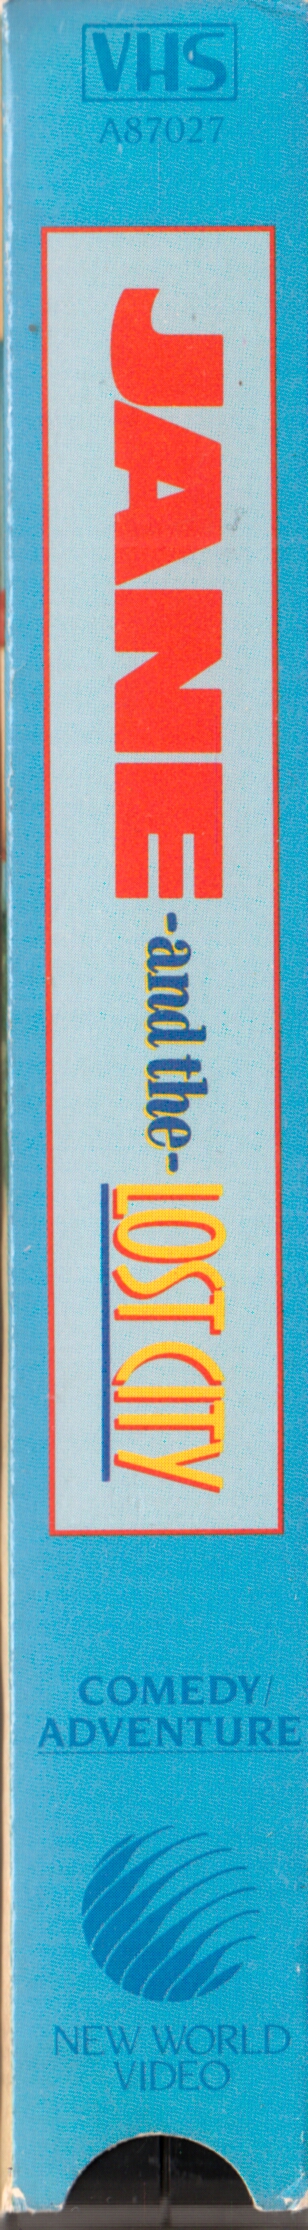 VHS
A87027
JANE -and the- LOST CITY
COMEDY/
ADVENTURE
NEW WORLD
VIDEO